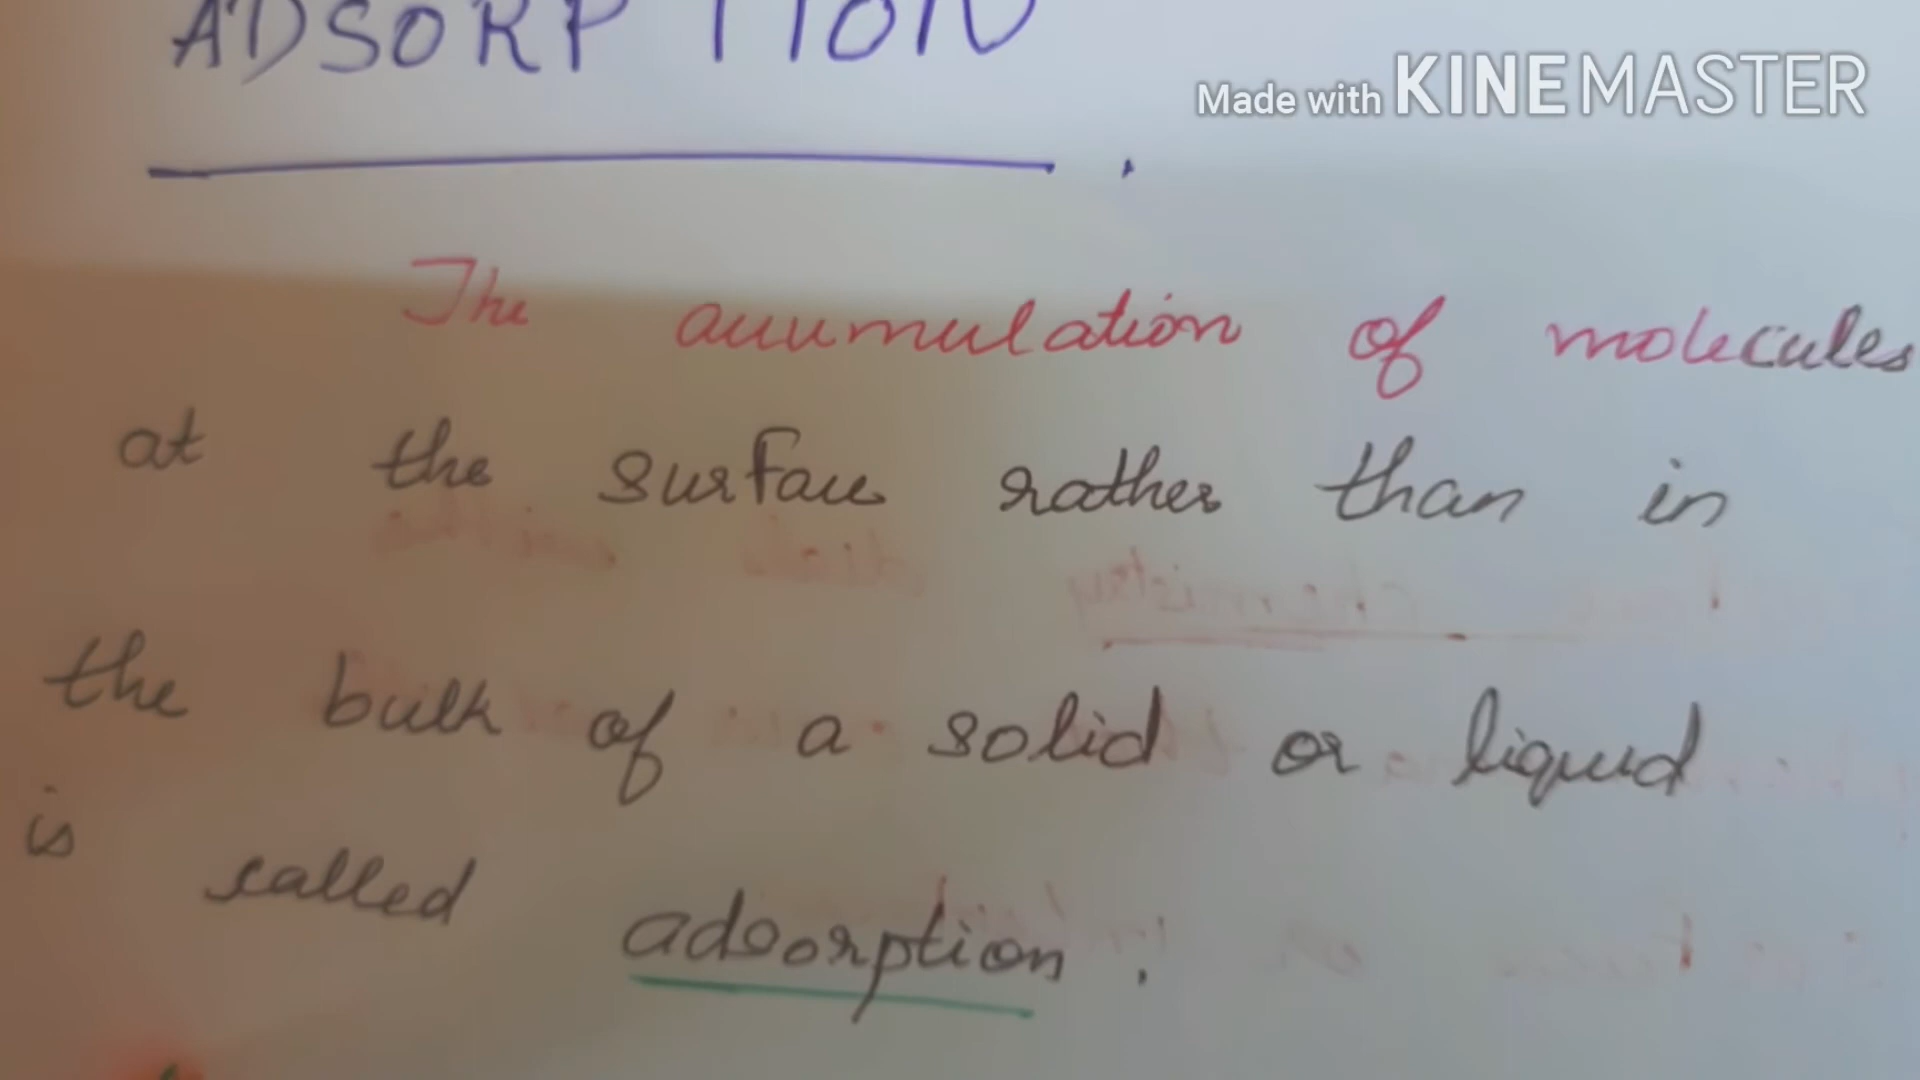 ADSORPTION
Made with KINEMASTER
The accumulation of molecules
at the surface rather than in
the bulk of a solid or liquid
is called adsorption.